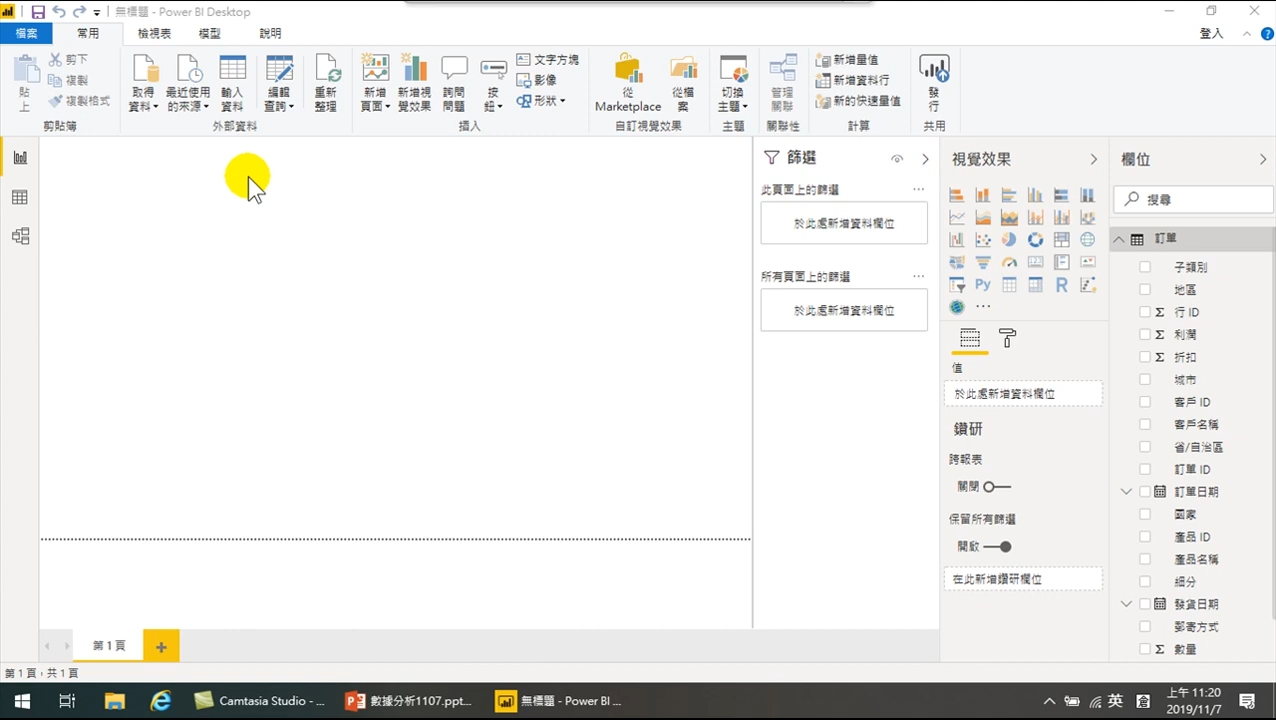 無標題 - Power BI Desktop
檔案 常用 檢視表 模型 說明 登入
貼上
剪下
複製
複製格式
剪貼簿
取得資料
最近使用的來源
輸入資料
編輯查詢
重新整理
外部資料
新增頁面
新增視覺效果
詢問問題
按鈕
文字方塊
影像
形狀
插入
從 Marketplace
從檔案
自訂視覺效果
切換主題
主題
管理關聯
關聯性
新增量值
新增資料行
新的快速量值
計算
發行
共用
篩選
此頁面上的篩選
於此處新增資料欄位
所有頁面上的篩選
於此處新增資料欄位
視覺效果
Py
R
值
於此處新增資料欄位
鑽研
跨報表
關閉
保留所有篩選
開啟
在此新增鑽研欄位
欄位
搜尋
訂單
子類別
地區
行 ID
利潤
折扣
城市
客戶 ID
客戶名稱
省/自治區
訂單 ID
訂單日期
國家
產品 ID
產品名稱
細分
發貨日期
郵寄方式
數量
第 1 頁
第 1 頁，共 1 頁
Camtasia Studio - ...
數據分析1107.ppt...
無標題 - Power BI ...
英
上午 11:20
2019/11/7